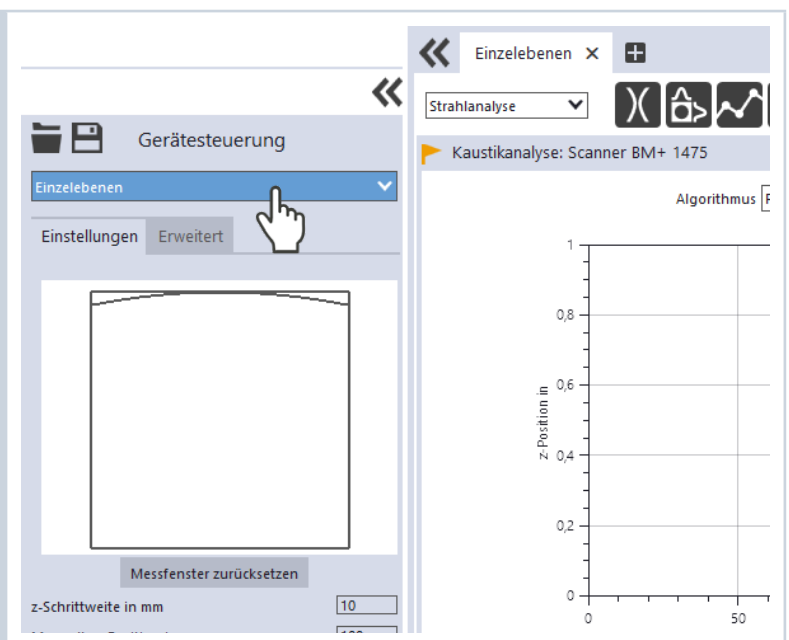 Gerätesteuerung
Einzelebenen
Einstellungen Erweitert
Messfenster zurücksetzen
z-Schrittweite in mm 10
Einzelebenen
Strahlanalyse
Kaustikanalyse: Scanner BM+ 1475
Algorithmus
1
0,8
0,6
0,4
0,2
0
z-Position in
0 50